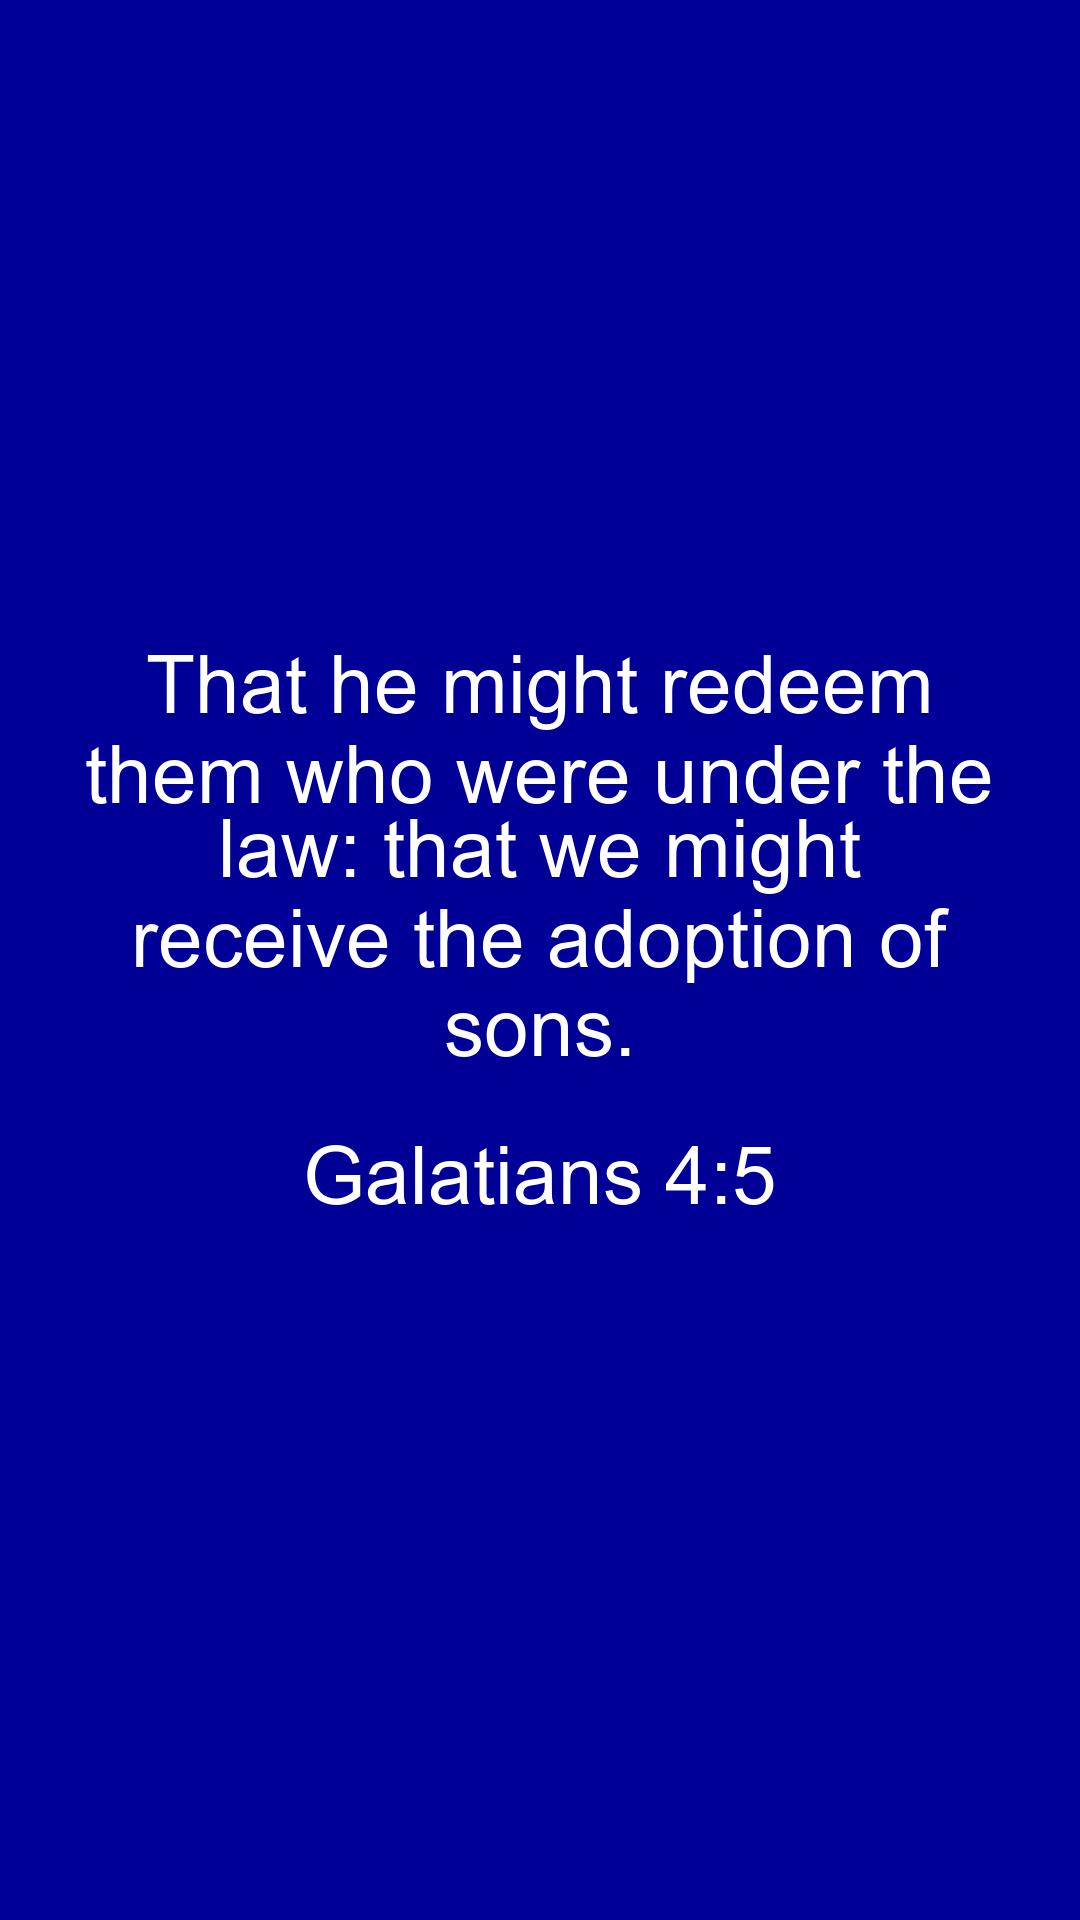 That he might redeem
them who were under the
law: that we might
receive the adoption of
sons.
Galatians 4:5